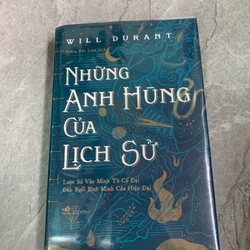 WILL DURANT
NHỮNG
ANH HÙNG
CỦA
LỊCH SỬ
Lược Sử Văn Minh Từ Cổ Đại
Đến Buổi Bình Minh Của Hiện Đại